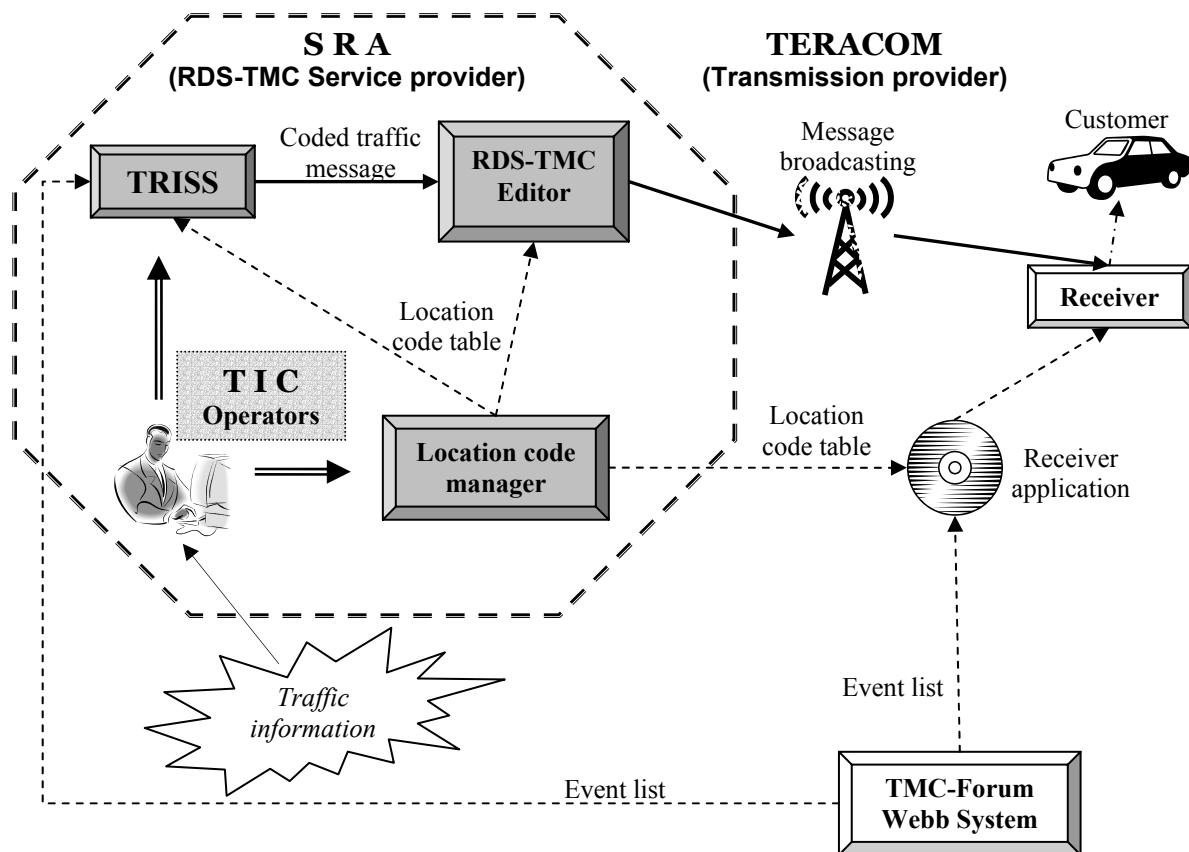 S R A
(RDS-TMC Service provider)
TERACOM
(Transmission provider)
TRISS
Coded traffic
message
RDS-TMC
Editor
Message
broadcasting
Customer
Receiver
Location
code table
T I C
Operators
Location code
manager
Location
code table
Receiver
application
Traffic
information
Event list
Event list
TMC-Forum
Webb System